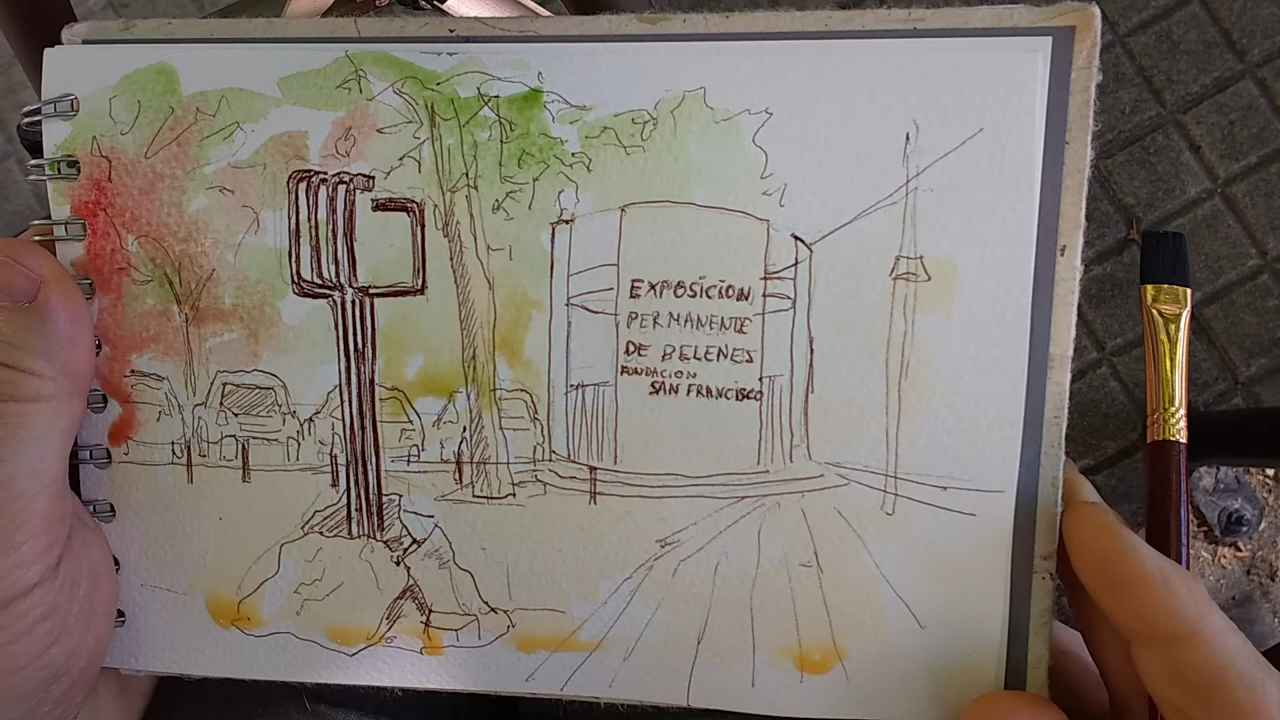 EXPOSICION
PERMANENTE
DE BELENES
FUNDACION
SAN FRANCISCO